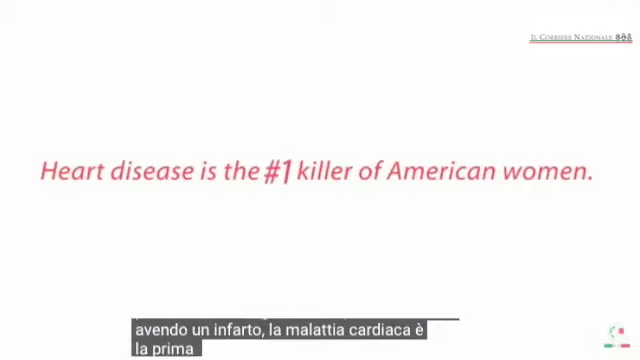 IL CORRIERE NAZIONALE
Heart disease is the #1 killer of American women.
avendo un infarto, la malattia cardiaca è
la prima